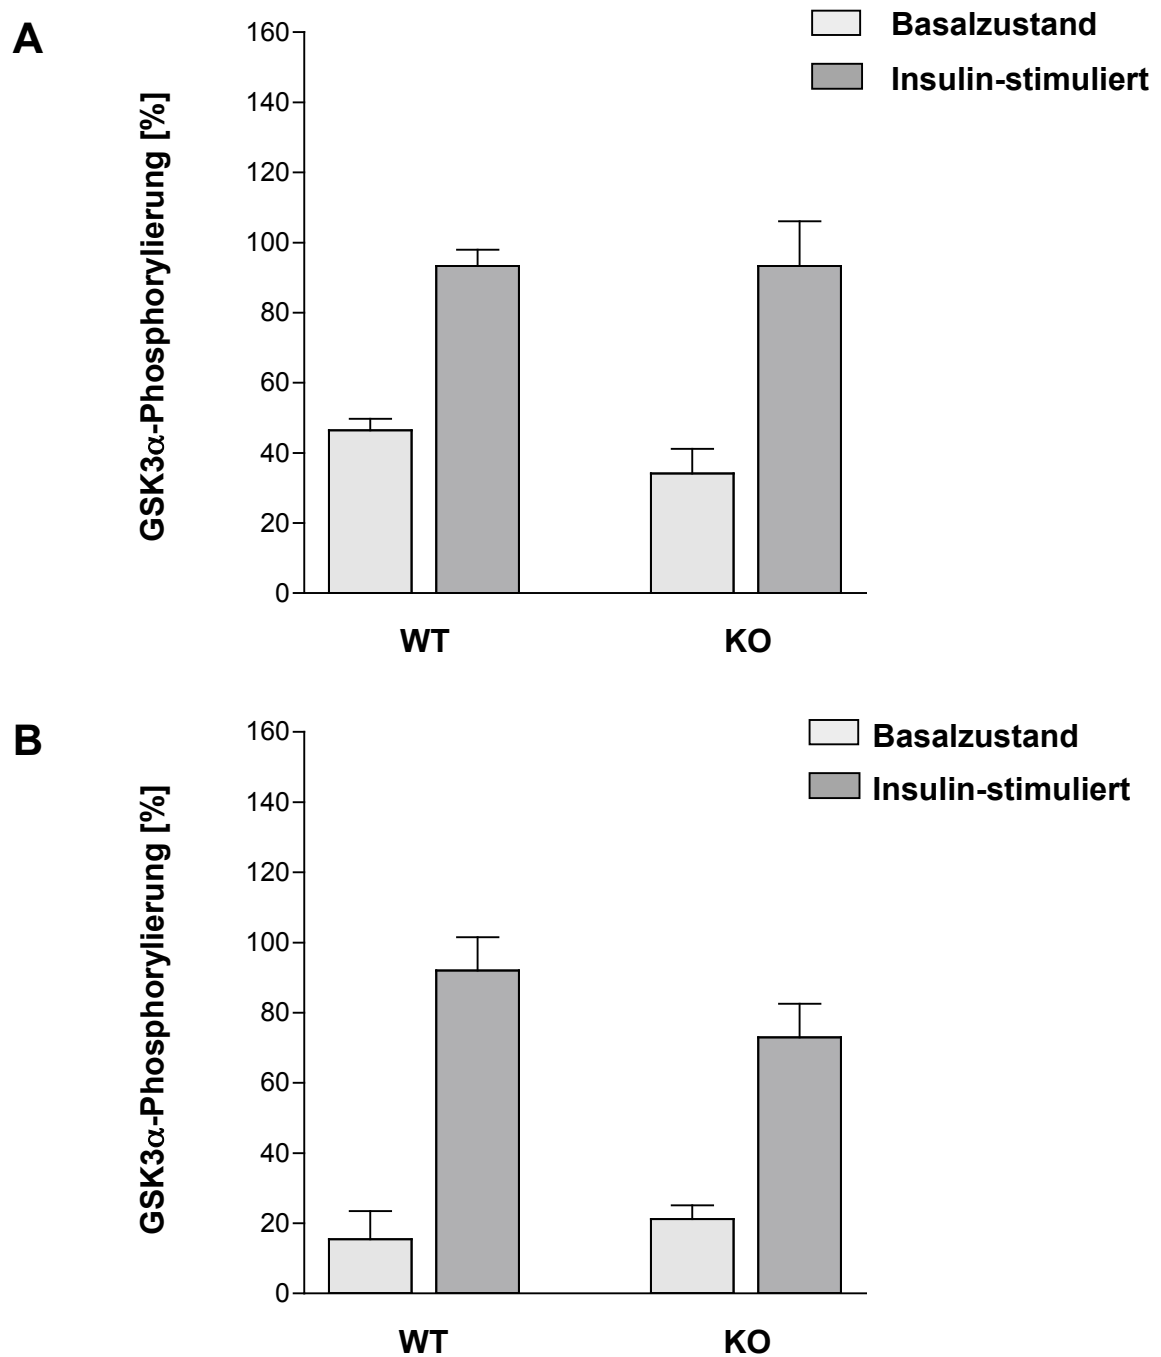 A
Basalzustand
Insulin-stimuliert
GSK3α-Phosphorylierung [%]
160
140
120
100
80
60
40
20
0
WT KO
B
Basalzustand
Insulin-stimuliert
GSK3α-Phosphorylierung [%]
160
140
120
100
80
60
40
20
0
WT KO